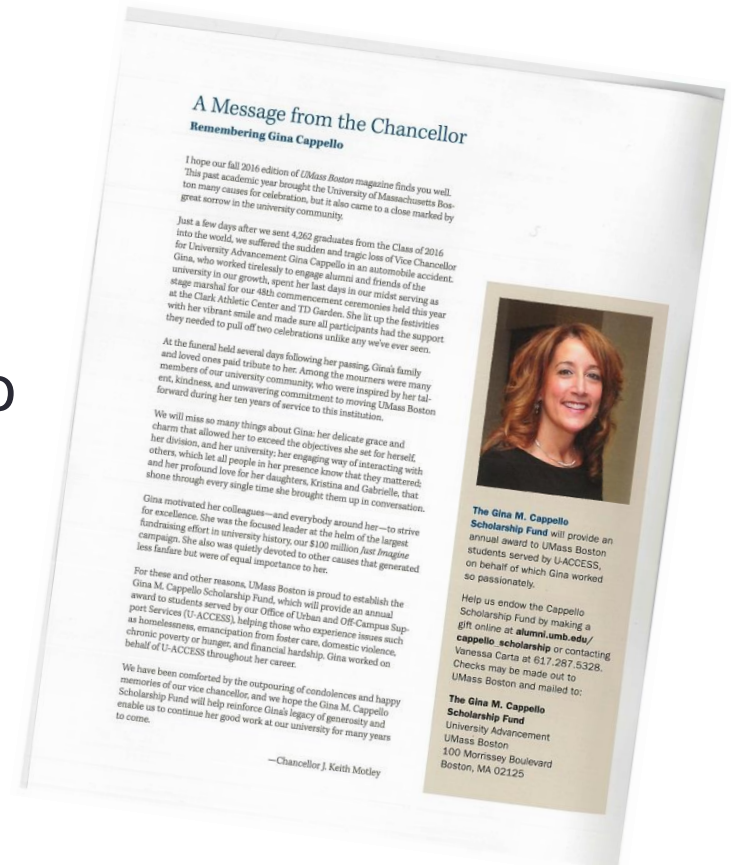 o
A Message from the Chancellor
Remembering Gina Cappello
I hope our fall 2016 edition of UMass Boston magazine finds you well.
This past academic year brought the University of Massachusetts Bos-
ton many causes for celebration, but it also came to a close marked by
great sorrow in the university community.
Just a few days after we sent 4,262 graduates from the Class of 2016
into the world, we suffered the sudden and tragic loss of Vice Chancellor
for University Advancement Gina Cappello in an automobile accident.
Gina, who worked tirelessly to engage alumni and friends of the
university in our growth, spent her last days in our midst serving as
stage marshal for our 48th commencement ceremonies held this year
at the Clark Athletic Center and TD Garden. She lit up the festivities
with her vibrant smile and made sure all participants had the support
they needed to pull off two celebrations unlike any we've ever seen.
At the funeral held several days following her passing, Gina's family
and loved ones paid tribute to her. Among the mourners were many
members of our university community, who were inspired by her tal-
ent, kindness, and unwavering commitment to moving UMass Boston
forward during her ten years of service to this institution.
We will miss so many things about Gina: her delicate grace and
charm that allowed her to exceed the objectives she set for herself,
her division, and her university; her engaging way of interacting with
others, which let all people in her presence know that they mattered;
and her profound love for her daughters, Kristina and Gabrielle, that
shone through every single time she brought them up in conversation.
Gina motivated her colleagues—and everybody around her—to strive
for excellence. She was the focused leader at the helm of the largest
fundraising effort in university history, our $100 million Just Imagine
campaign. She also was quietly devoted to other causes that generated
less fanfare but were of equal importance to her.
For these and other reasons, UMass Boston is proud to establish the
Gina M. Cappello Scholarship Fund, which will provide an annual
award to students served by our Office of Urban and Off-Campus Sup-
port Services (U-ACCESS), helping those who experience issues such
as homelessness, emancipation from foster care, domestic violence,
chronic poverty or hunger, and financial hardship. Gina worked on
behalf of U-ACCESS throughout her career.
We have been comforted by the outpouring of condolences and happy
memories of our vice chancellor, and we hope the Gina M. Cappello
Scholarship Fund will help reinforce Gina's legacy of generosity and
enable us to continue her good work at our university for many years
to come.
—Chancellor J. Keith Motley
The Gina M. Cappello
Scholarship Fund will provide an
annual award to UMass Boston
students served by U-ACCESS,
on behalf of which Gina worked
so passionately.
Help us endow the Cappello
Scholarship Fund by making a
gift online at alumni.umb.edu/
cappello_scholarship or contacting
Vanessa Carta at 617.287.5328.
Checks may be made out to
UMass Boston and mailed to:
The Gina M. Cappello
Scholarship Fund
University Advancement
UMass Boston
100 Morrissey Boulevard
Boston, MA 02125